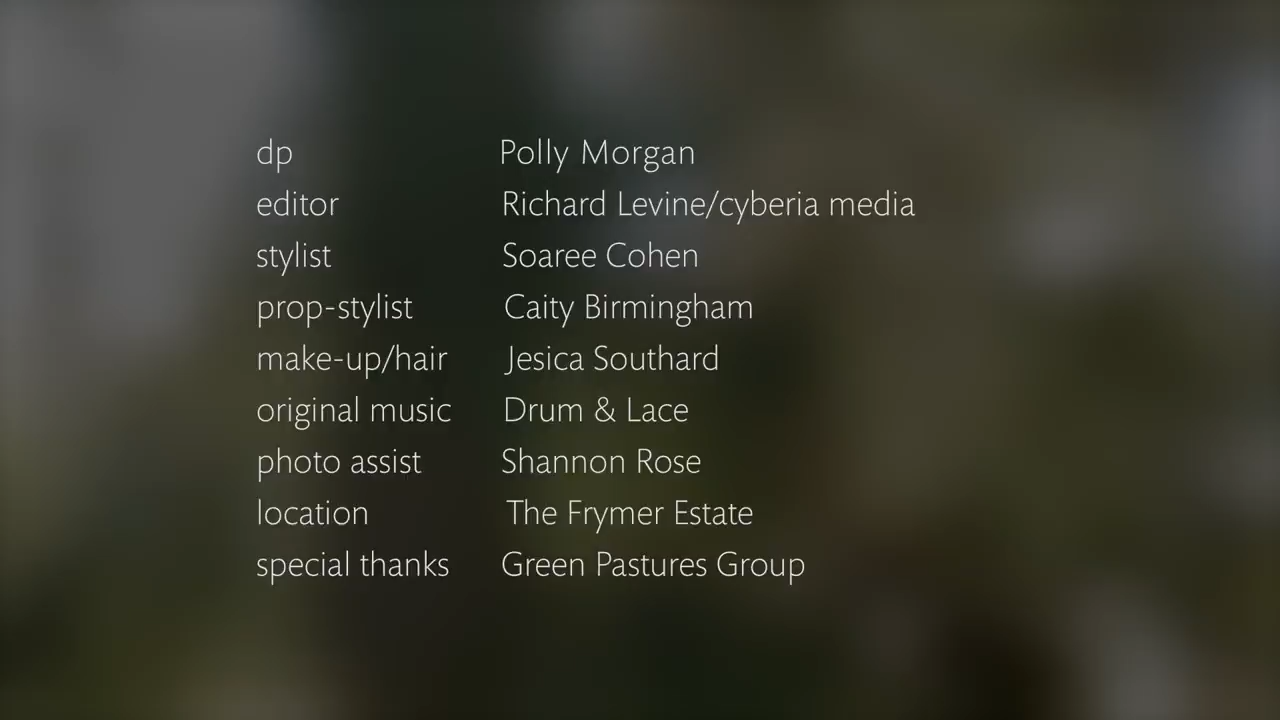 dp Polly Morgan
editor Richard Levine/cyberia media
stylist Soaree Cohen
prop-stylist Caity Birmingham
make-up/hair Jesica Southard
original music Drum & Lace
photo assist Shannon Rose
location The Frymer Estate
special thanks Green Pastures Group